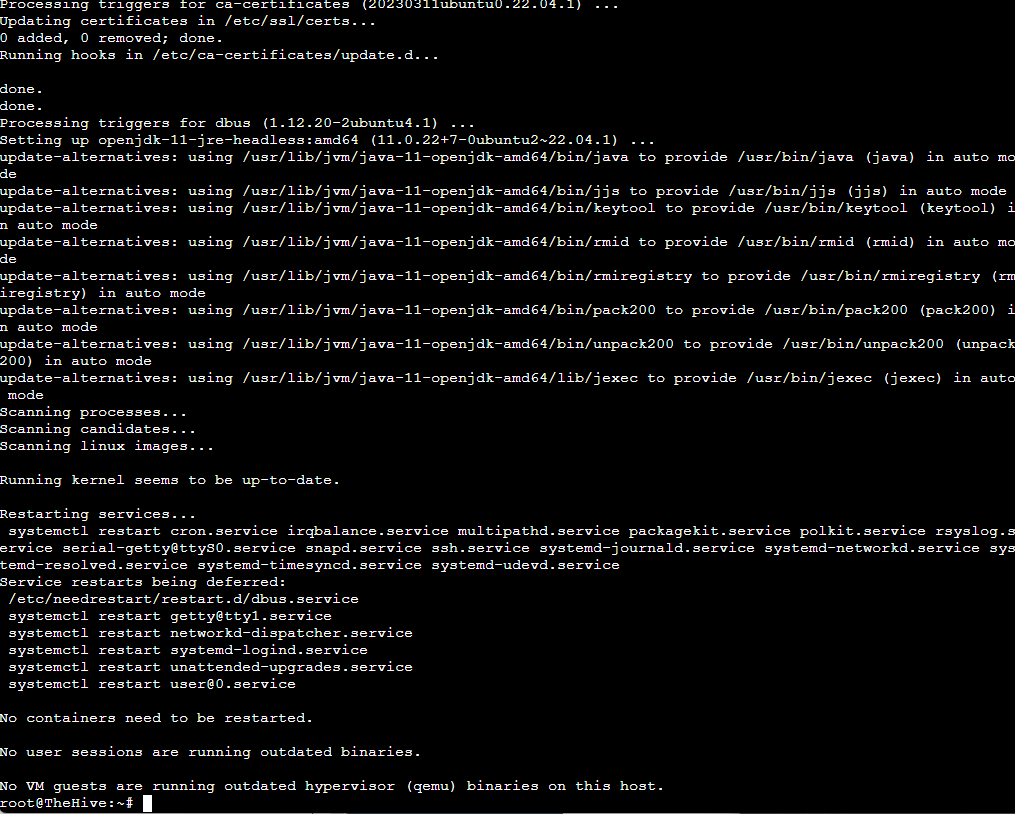 Processing triggers for ca-certificates (20230311ubuntu0.22.04.1) ...
Updating certificates in /etc/ssl/certs...
0 added, 0 removed; done.
Running hooks in /etc/ca-certificates/update.d...
done.
done.
Processing triggers for dbus (1.12.20-2ubuntu4.1) ...
Setting up openjdk-11-jre-headless:amd64 (11.0.22+7-0ubuntu2~22.04.1) ...
update-alternatives: using /usr/lib/jvm/java-11-openjdk-amd64/bin/java to provide /usr/bin/java (java) in auto mo
de
update-alternatives: using /usr/lib/jvm/java-11-openjdk-amd64/bin/jjs to provide /usr/bin/jjs (jjs) in auto mode
update-alternatives: using /usr/lib/jvm/java-11-openjdk-amd64/bin/keytool to provide /usr/bin/keytool (keytool) i
n auto mode
update-alternatives: using /usr/lib/jvm/java-11-openjdk-amd64/bin/rmid to provide /usr/bin/rmid (rmid) in auto mo
de
update-alternatives: using /usr/lib/jvm/java-11-openjdk-amd64/bin/rmiregistry to provide /usr/bin/rmiregistry (rm
iregistry) in auto mode
update-alternatives: using /usr/lib/jvm/java-11-openjdk-amd64/bin/pack200 to provide /usr/bin/pack200 (pack200) i
n auto mode
update-alternatives: using /usr/lib/jvm/java-11-openjdk-amd64/bin/unpack200 to provide /usr/bin/unpack200 (unpack
200) in auto mode
update-alternatives: using /usr/lib/jvm/java-11-openjdk-amd64/lib/jexec to provide /usr/bin/jexec (jexec) in auto
 mode
Scanning processes...
Scanning candidates...
Scanning linux images...
Running kernel seems to be up-to-date.
Restarting services...
 systemctl restart cron.service irqbalance.service multipathd.service packagekit.service polkit.service rsyslog.s
ervice serial-getty@ttyS0.service snapd.service ssh.service systemd-journald.service systemd-networkd.service sys
temd-resolved.service systemd-timesyncd.service systemd-udevd.service
Service restarts being deferred:
 /etc/needrestart/restart.d/dbus.service
 systemctl restart getty@tty1.service
 systemctl restart networkd-dispatcher.service
 systemctl restart systemd-logind.service
 systemctl restart unattended-upgrades.service
 systemctl restart user@0.service
No containers need to be restarted.
No user sessions are running outdated binaries.
No VM guests are running outdated hypervisor (qemu) binaries on this host.
root@TheHive:~#